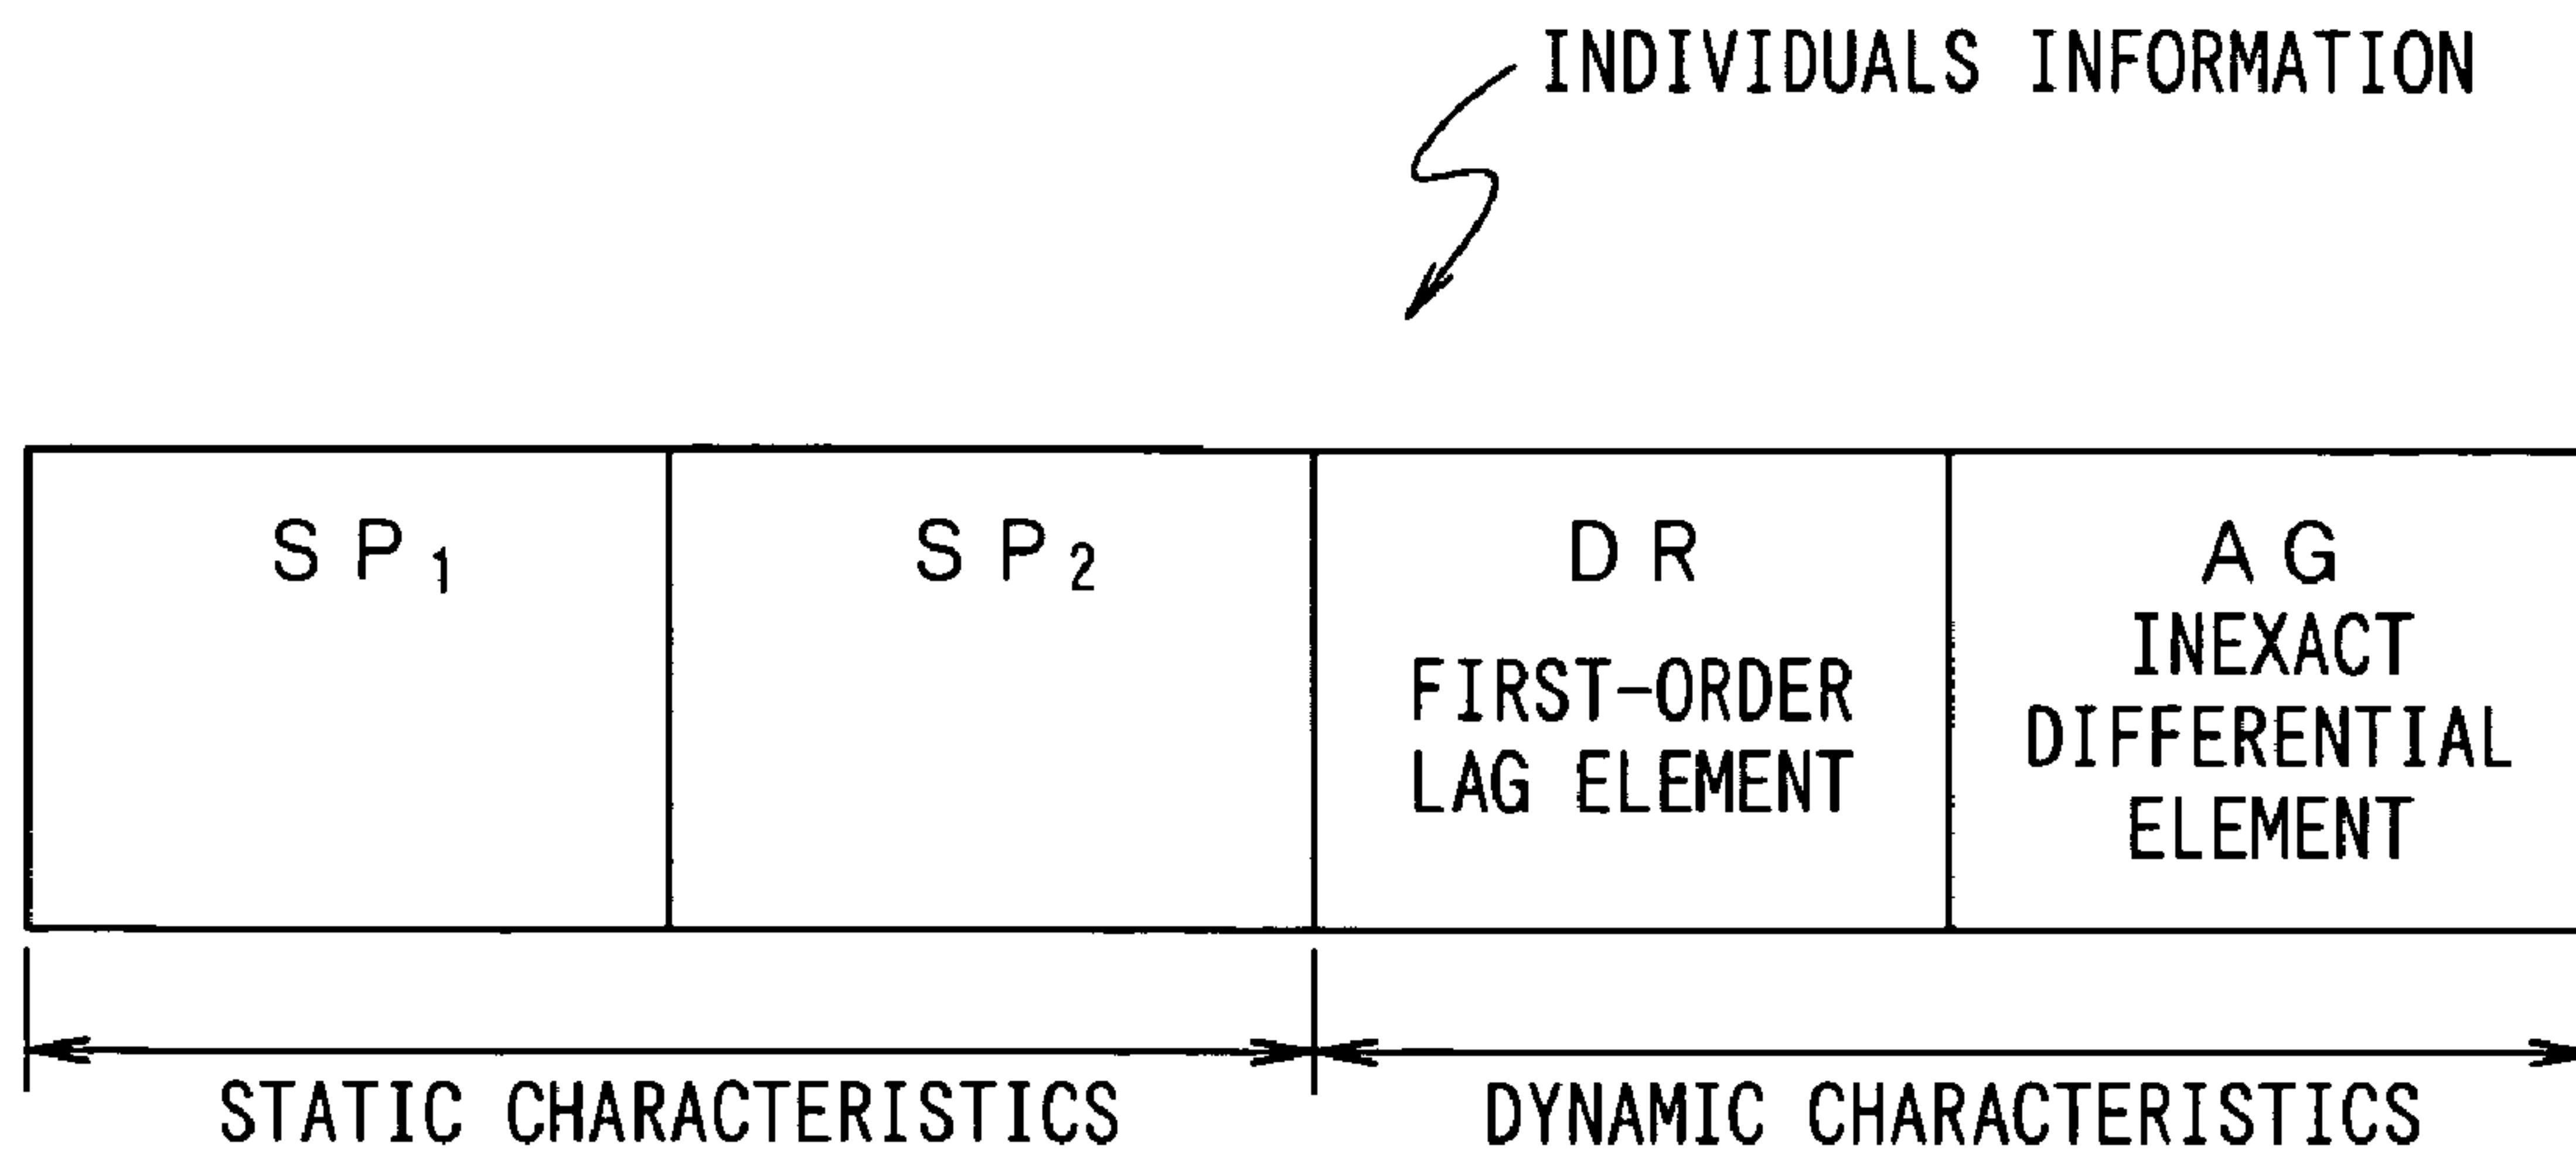 INDIVIDUALS INFORMATION
SP₁
SP₂
DR
FIRST-ORDER
LAG ELEMENT
AG
INEXACT
DIFFERENTIAL
ELEMENT
STATIC CHARACTERISTICS
DYNAMIC CHARACTERISTICS